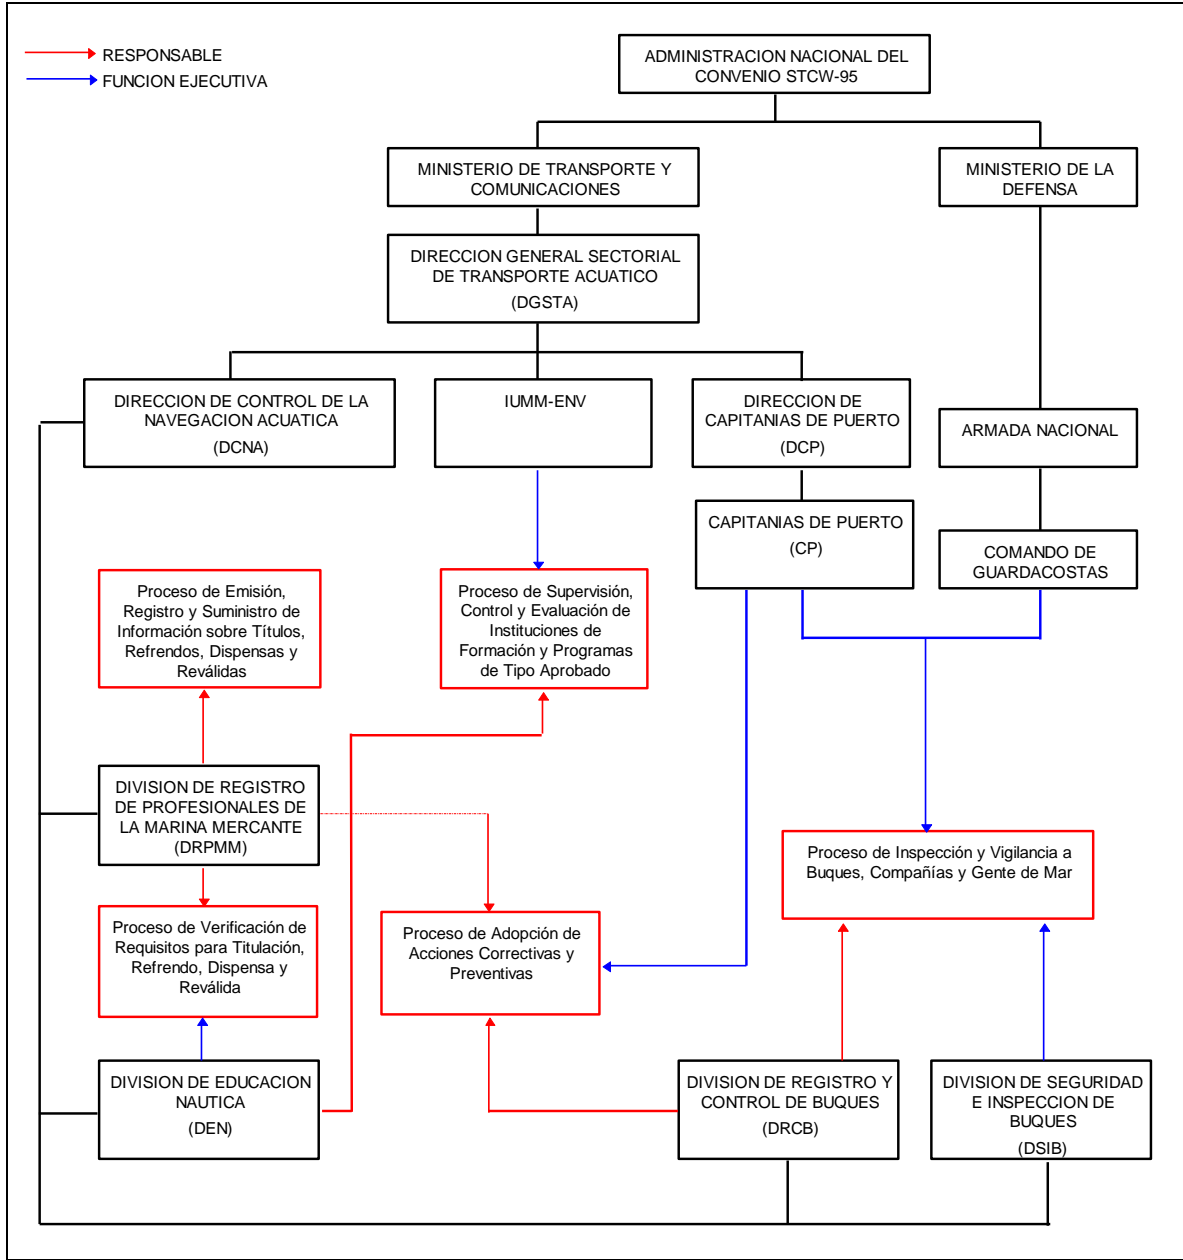 RESPONSABLE
FUNCION EJECUTIVA
ADMINISTRACION NACIONAL DEL
CONVENIO STCW-95
MINISTERIO DE TRANSPORTE Y
COMUNICACIONES
MINISTERIO DE LA
DEFENSA
DIRECCION GENERAL SECTORIAL
DE TRANSPORTE ACUATICO
(DGSTA)
DIRECCION DE CONTROL DE LA
NAVEGACION ACUATICA
(DCNA)
IUMM-ENV
DIRECCION DE
CAPITANIAS DE PUERTO
(DCP)
ARMADA NACIONAL
CAPITANIAS DE PUERTO
(CP)
COMANDO DE
GUARDACOSTAS
Proceso de Emisión,
Registro y Suministro de
Información sobre Títulos,
Refrendos, Dispensas y
Reválidas
Proceso de Supervisión,
Control y Evaluación de
Instituciones de
Formación y Programas
de Tipo Aprobado
DIVISION DE REGISTRO
DE PROFESIONALES DE
LA MARINA MERCANTE
(DRPMM)
Proceso de Inspección y Vigilancia a
Buques, Compañías y Gente de Mar
Proceso de Verificación de
Requisitos para Titulación,
Refrendo, Dispensa y
Reválida
Proceso de Adopción de
Acciones Correctivas y
Preventivas
DIVISION DE EDUCACION
NAUTICA
(DEN)
DIVISION DE REGISTRO Y
CONTROL DE BUQUES
(DRCB)
DIVISION DE SEGURIDAD
E INSPECCION DE
BUQUES
(DSIB)